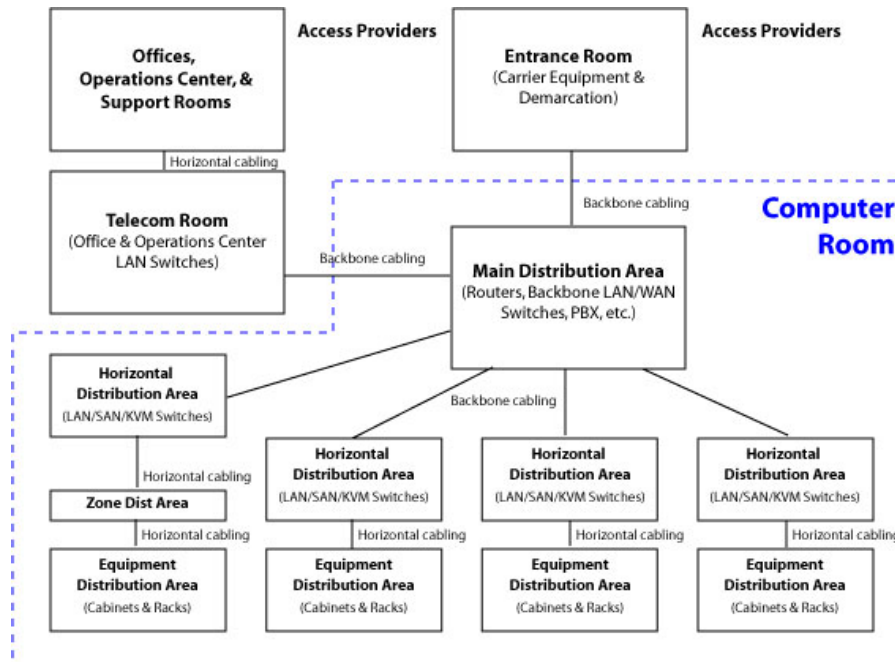 Access Providers
Access Providers
Offices,
Operations Center, &
Support Rooms
Entrance Room
(Carrier Equipment &
Demarcation)
Horizontal cabling
Telecom Room
(Office & Operations Center
LAN Switches)
Backbone cabling
Computer
Room
Backbone cabling
Main Distribution Area
(Routers, Backbone LAN/WAN
Switches, PBX, etc.)
Horizontal
Distribution Area
(LAN/SAN/KVM Switches)
Backbone cabling
Horizontal
Distribution Area
(LAN/SAN/KVM Switches)
Horizontal
Distribution Area
(LAN/SAN/KVM Switches)
Horizontal
Distribution Area
(LAN/SAN/KVM Switches)
Horizontal cabling
Zone Dist Area
Horizontal cabling
Horizontal cabling
Horizontal cabling
Horizontal cabling
Equipment
Distribution Area
(Cabinets & Racks)
Equipment
Distribution Area
(Cabinets & Racks)
Equipment
Distribution Area
(Cabinets & Racks)
Equipment
Distribution Area
(Cabinets & Racks)